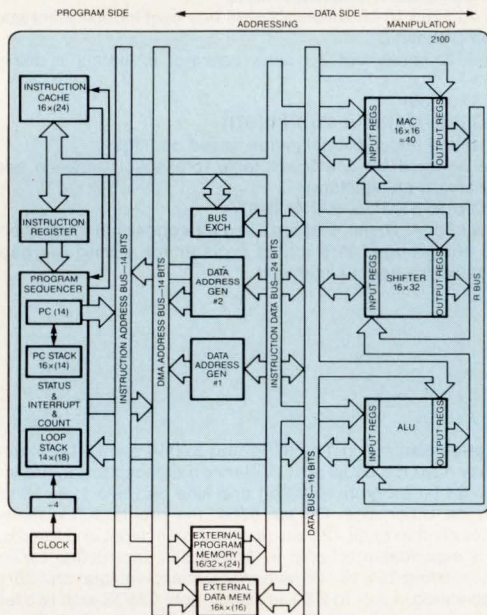 PROGRAM SIDE
DATA SIDE
ADDRESSING
MANIPULATION
2100
INSTRUCTION
CACHE
16×(24)
INSTRUCTION
REGISTER
PROGRAM
SEQUENCER
PC (14)
PC STACK
16×(14)
STATUS
&
INTERRUPT
&
COUNT
LOOP
STACK
14×(18)
÷4
CLOCK
INSTRUCTION ADDRESS BUS—14 BITS
DMA ADDRESS BUS—14 BITS
BUS
EXCH
DATA
ADDRESS
GEN
#2
DATA
ADDRESS
GEN
#1
INSTRUCTION DATA BUS—24 BITS
DATA BUS—16 BITS
EXTERNAL
PROGRAM
MEMORY
16/32×(24)
EXTERNAL
DATA MEM
16k×(16)
INPUT REGS
MAC
16×16
=40
OUTPUT REGS
INPUT REGS
SHIFTER
16×32
OUTPUT REGS
INPUT REGS
ALU
OUTPUT REGS
R BUS